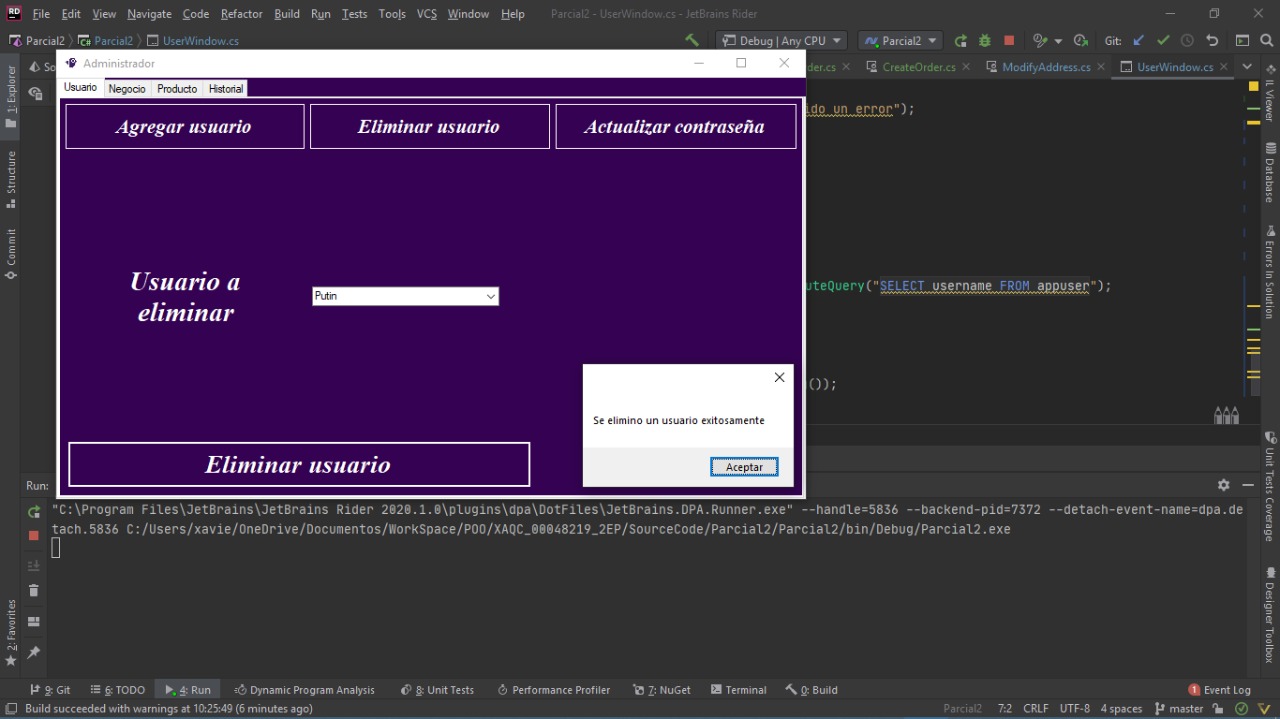 File Edit View Navigate Code Refactor Build Run Tests Tools VCS Window Help Parcial2 - UserWindow.cs - JetBrains Rider
Parcial2 Parcial2 UserWindow.cs Debug | Any CPU Parcial2 Git:
So
Administrador
der.cs CreateOrder.cs ModifyAddress.cs UserWindow.cs
Usuario Negocio Producto Historial
ido un error");
Agregar usuario Eliminar usuario Actualizar contraseña
Usuario a
eliminar
Putin
uteQuery("SELECT username FROM appuser");
());
Se elimino un usuario exitosamente
Aceptar
Eliminar usuario
1: Explorer
Structure
Commit
2: Favorites
IL Viewer
Database
Errors In Solution
Unit Tests Coverage
Designer Toolbox
Run:
"C:\Program Files\JetBrains\JetBrains Rider 2020.1.0\plugins\dpa\DotFiles\JetBrains.DPA.Runner.exe" --handle=5836 --backend-pid=7372 --detach-event-name=dpa.de
tach.5836 C:/Users/xavie/OneDrive/Documentos/WorkSpace/POO/XAQC_00048219_2EP/SourceCode/Parcial2/Parcial2/bin/Debug/Parcial2.exe
9: Git 6: TODO 4: Run Dynamic Program Analysis 8: Unit Tests Performance Profiler 7: NuGet Terminal 0: Build 1 Event Log
Build succeeded with warnings at 10:25:49 (6 minutes ago) Parcial2 7:2 CRLF UTF-8 4 spaces master